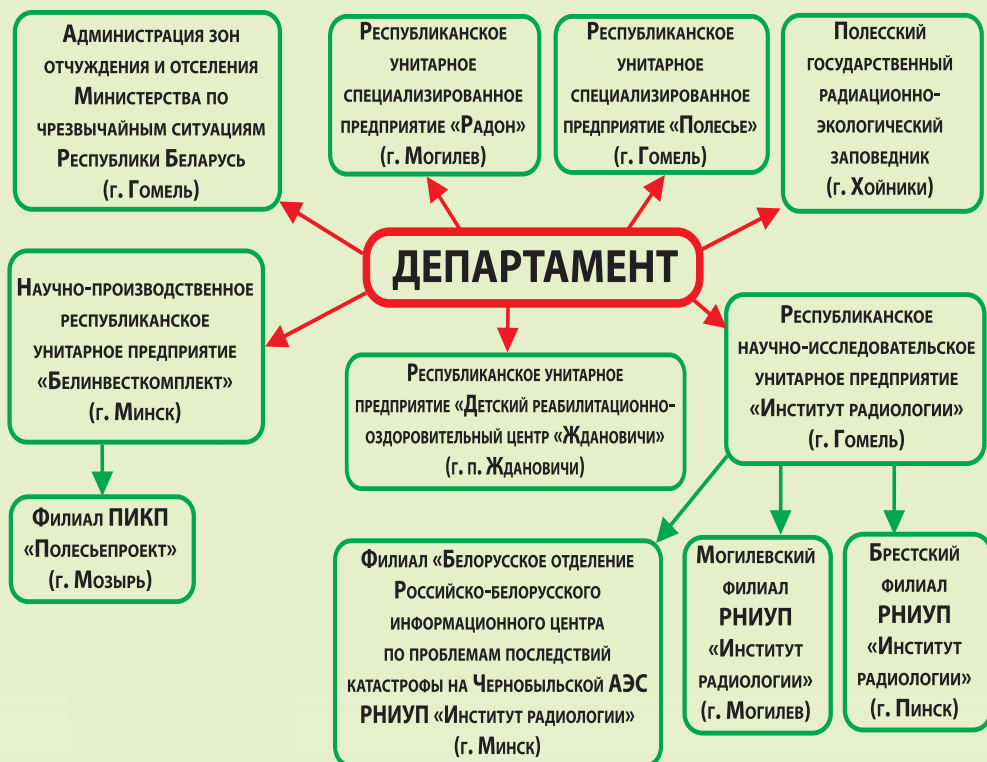 Администрация зон
отчуждения и отселения
Министерства по
чрезвычайным ситуациям
Республики Беларусь
(г. Гомель)
Республиканское
унитарное
специализированное
предприятие «Радон»
(г. Могилев)
Республиканское
унитарное
специализированное
предприятие «Полесье»
(г. Гомель)
Полесский
государственный
радиационно-
экологический
заповедник
(г. Хойники)
ДЕПАРТАМЕНТ
Научно-производственное
республиканское
унитарное предприятие
«Белинвесткомплект»
(г. Минск)
Республиканское унитарное
предприятие «Детский реабилитационно-
оздоровительный центр «Ждановичи»
(г. п. Ждановичи)
Республиканское
научно-исследовательское
унитарное предприятие
«Институт радиологии»
(г. Гомель)
Филиал ПИКП
«Полесьепроект»
(г. Мозырь)
Филиал «Белорусское отделение
Российско-белорусского
информационного центра
по проблемам последствий
катастрофы на Чернобыльской АЭС
РНИУП «Институт радиологии»
(г. Минск)
Могилевский
филиал
РНИУП
«Институт
радиологии»
(г. Могилев)
Брестский
филиал
РНИУП
«Институт
радиологии»
(г. Пинск)